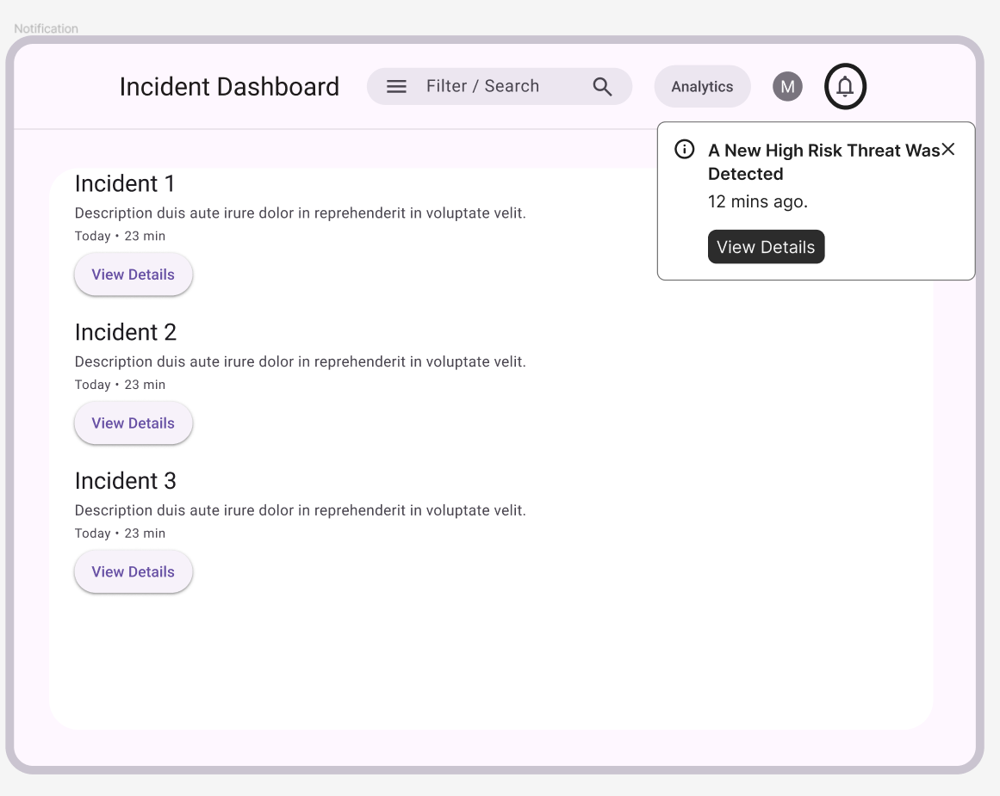 Notification
Incident Dashboard
Filter / Search
Analytics
M
A New High Risk Threat Was
Detected
12 mins ago.
View Details
Incident 1
Description duis aute irure dolor in reprehenderit in voluptate velit.
Today • 23 min
View Details
Incident 2
Description duis aute irure dolor in reprehenderit in voluptate velit.
Today • 23 min
View Details
Incident 3
Description duis aute irure dolor in reprehenderit in voluptate velit.
Today • 23 min
View Details